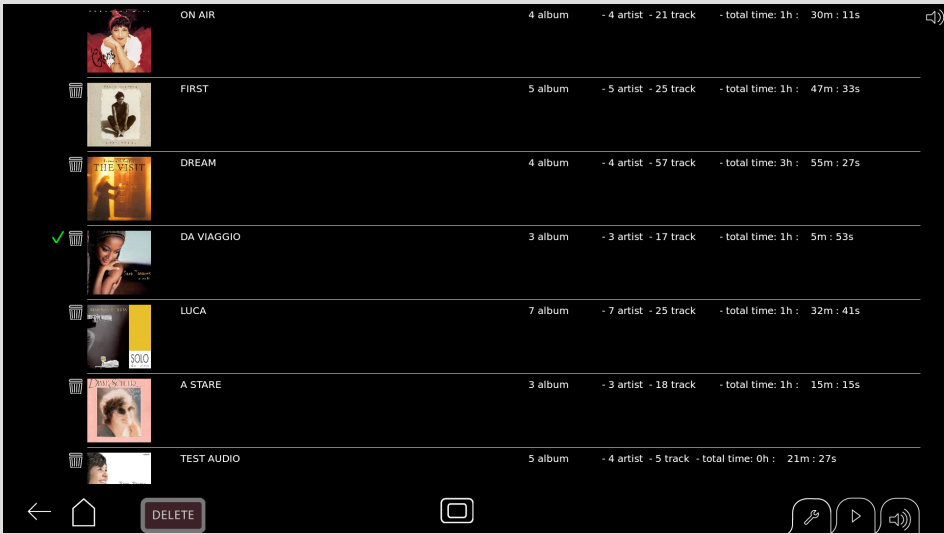 ON AIR 4 album - 4 artist - 21 track - total time: 1h : 30m : 11s
FIRST 5 album - 5 artist - 25 track - total time: 1h : 47m : 33s
THE VISIT
DREAM 4 album - 4 artist - 57 track - total time: 3h : 55m : 27s
DA VIAGGIO 3 album - 3 artist - 17 track - total time: 1h : 5m : 53s
LUCA 7 album - 7 artist - 25 track - total time: 1h : 32m : 41s
SOLO
A STARE 3 album - 3 artist - 18 track - total time: 1h : 15m : 15s
TEST AUDIO 5 album - 4 artist - 5 track - total time: 0h : 21m : 27s
DELETE